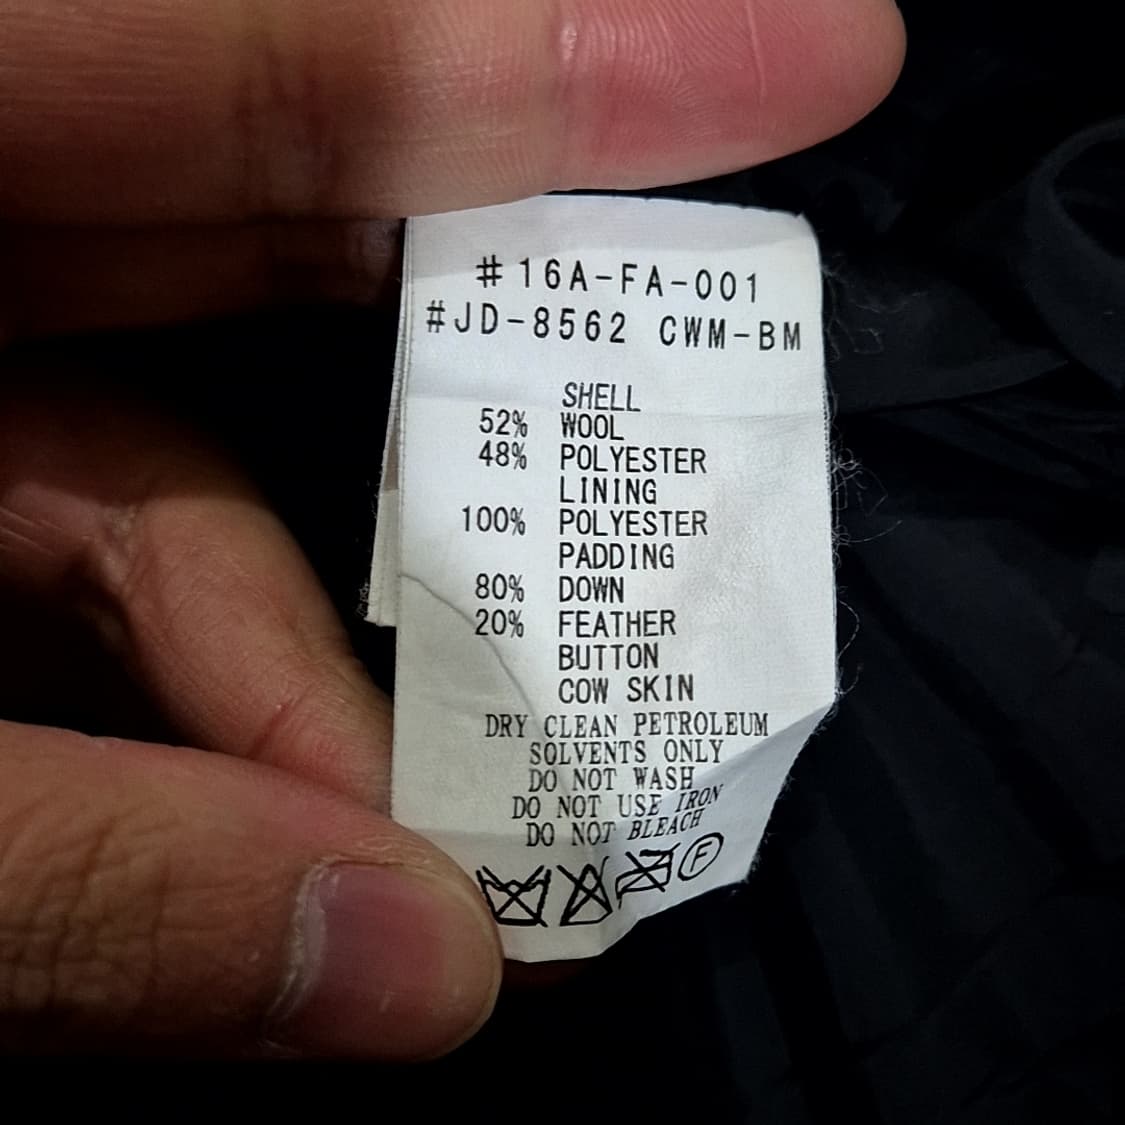 #16A-FA-001
#JD-8562 CWM-BM
SHELL
52% WOOL
48% POLYESTER
LINING
100% POLYESTER
PADDING
80% DOWN
20% FEATHER
BUTTON
COW SKIN
DRY CLEAN PETROLEUM
SOLVENTS ONLY
DO NOT WASH
DO NOT USE IRON
DO NOT BLEACH
F